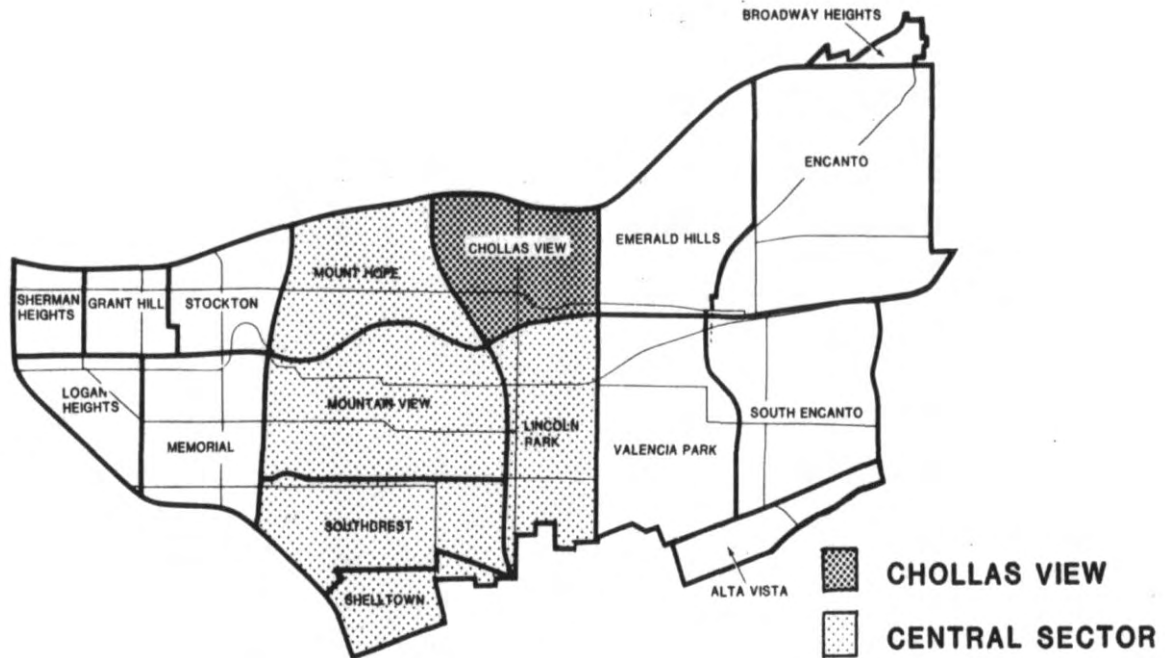 BROADWAY HEIGHTS
ENCANTO
EMERALD HILLS
CHOLLAS VIEW
MOUNT HOPE
SHERMAN
HEIGHTS
GRANT HILL
STOCKTON
LOGAN
HEIGHTS
MEMORIAL
MOUNTAIN VIEW
LINCOLN
PARK
VALENCIA PARK
SOUTH ENCANTO
SOUTHCREST
SHELLTOWN
ALTA VISTA
CHOLLAS VIEW
CENTRAL SECTOR